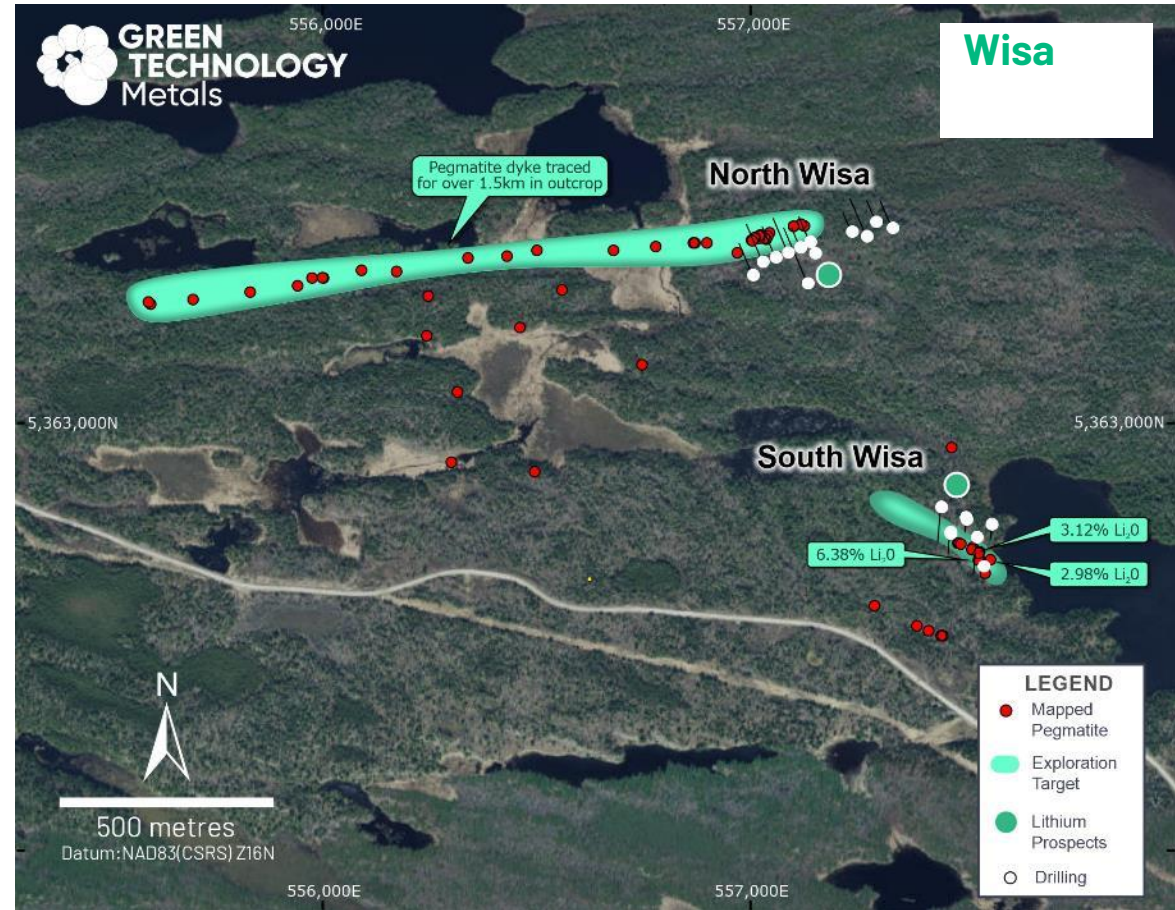 GREEN
TECHNOLOGY
Metals
556,000E
557,000E
Wisa
Pegmatite dyke traced
for over 1.5km in outcrop
North Wisa
5,363,000N
5,363,000N
South Wisa
3.12% Li₂0
6.38% Li₂0
2.98% Li₂0
N
500 metres
Datum:NAD83(CSRS) Z16N
LEGEND
Mapped
Pegmatite
Exploration
Target
Lithium
Prospects
Drilling
556,000E
557,000E